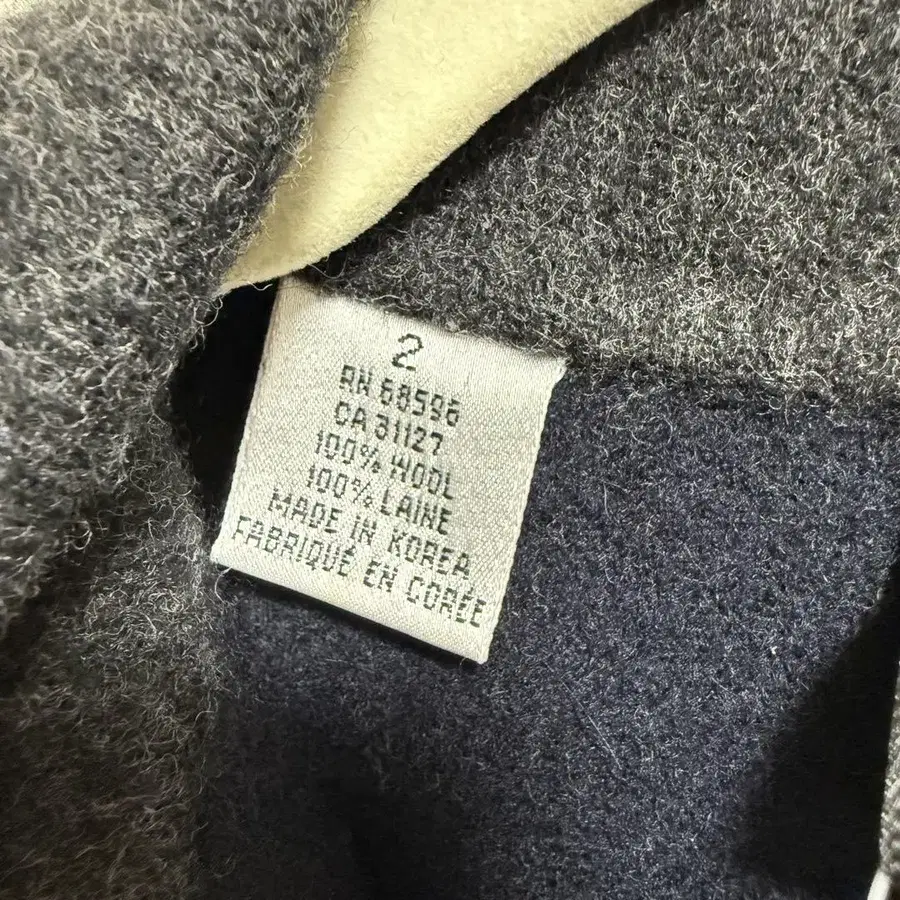 2
RN 68596
CA 31127
100% WOOL
100% LAINE
MADE IN KOREA
FABRIQUÉ EN CORÉE